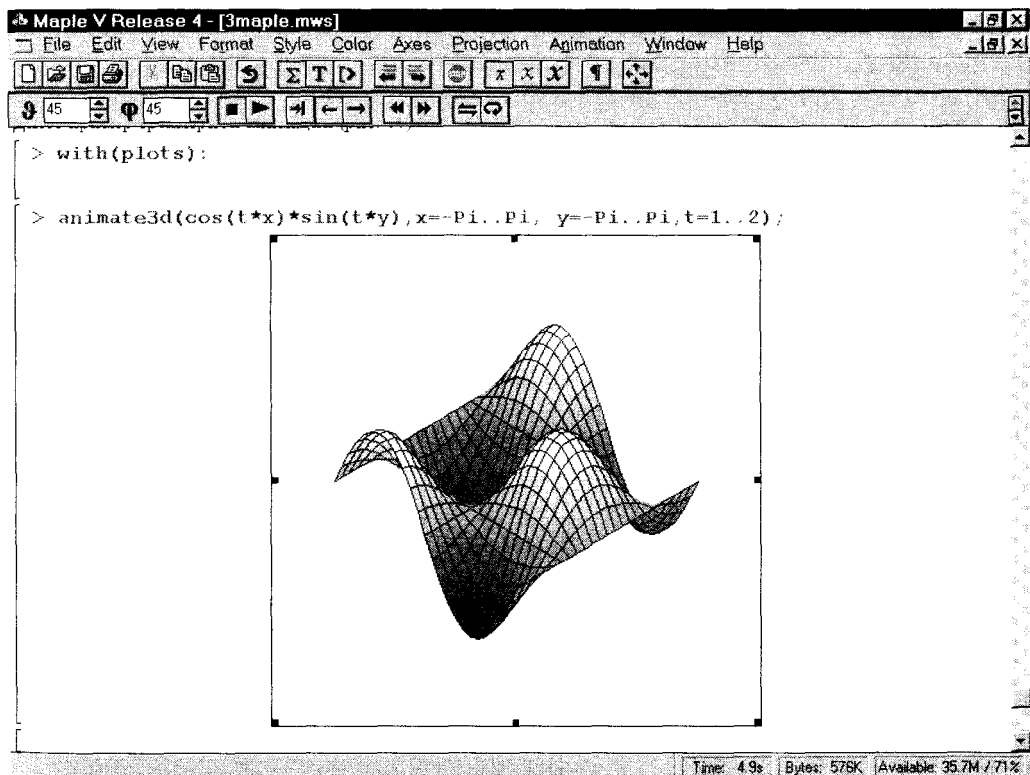 Maple V Release 4 - [3maple.mws]
File Edit View Format Style Color Axes Projection Animation Window Help
Σ T x x x ¶
ϑ 45 φ 45
> with(plots):
> animate3d(cos(t*x)*sin(t*y),x=-Pi..Pi, y=-Pi..Pi,t=1..2);
Time: 4.9s Bytes: 576K Available: 35.7M / 71%